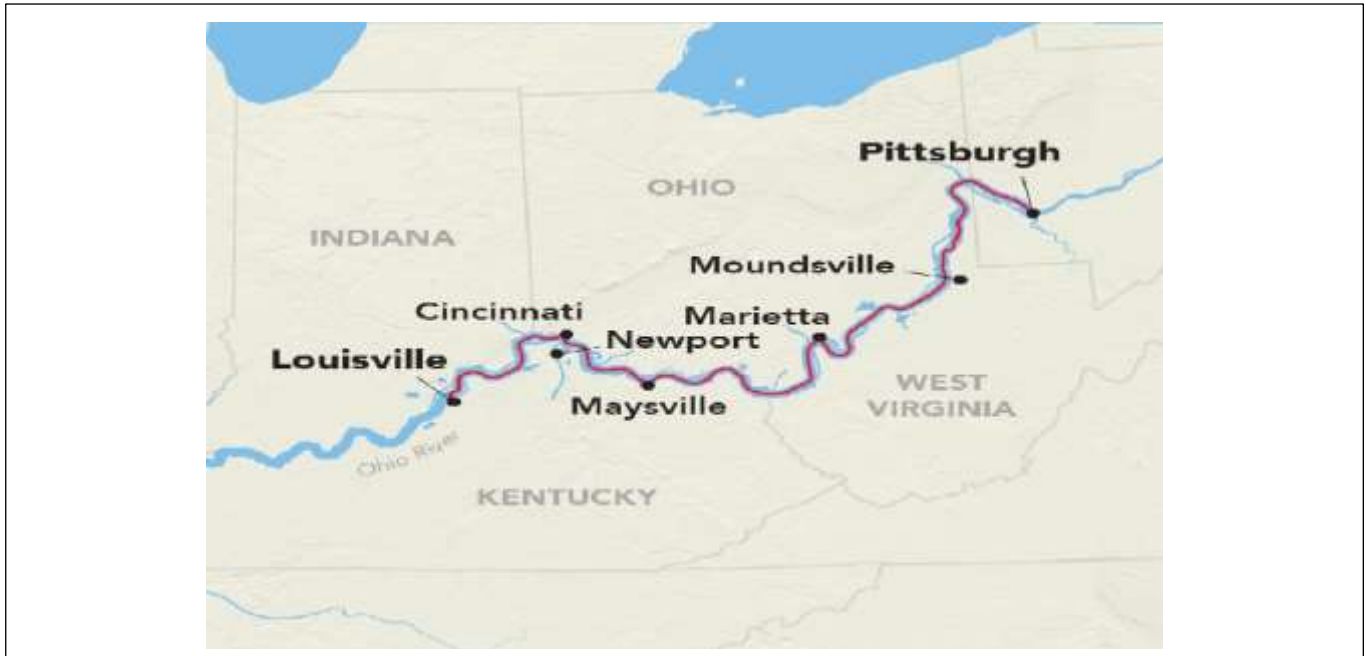 Pittsburgh
OHIO
INDIANA
Moundsville
Cincinnati
Marietta
Newport
Louisville
WEST
VIRGINIA
Maysville
Ohio River
KENTUCKY